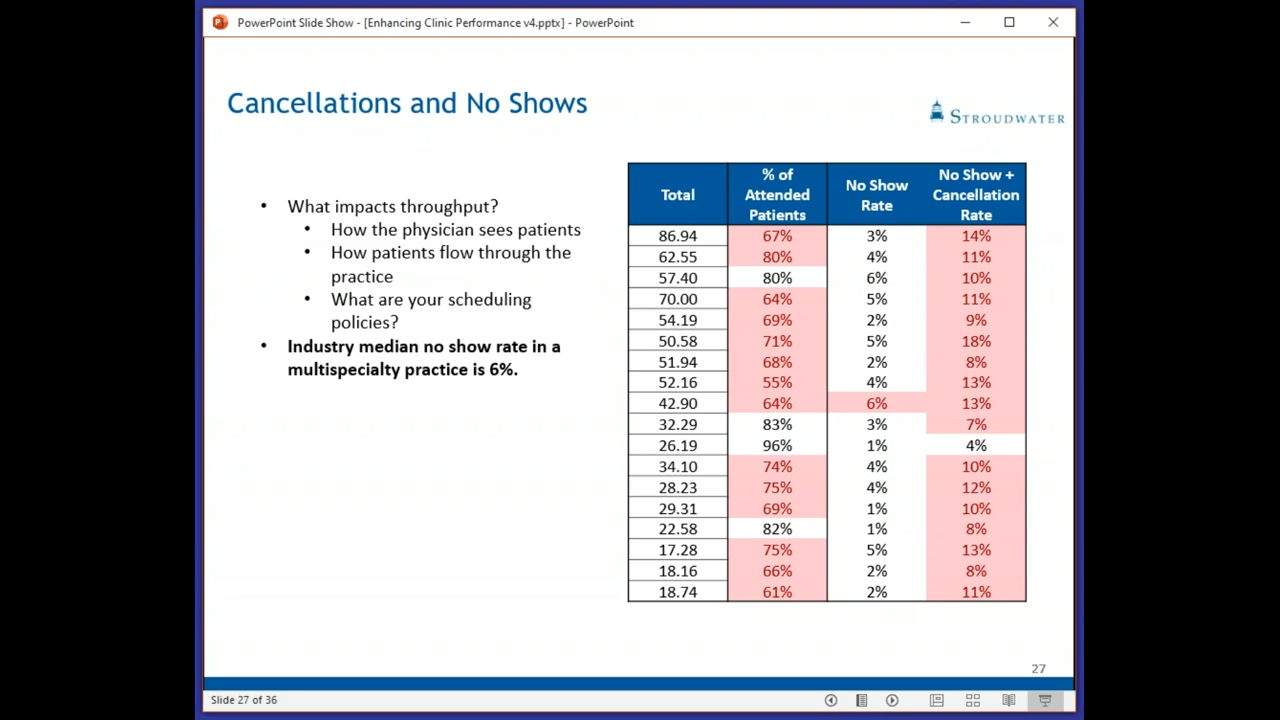 PowerPoint Slide Show - [Enhancing Clinic Performance v4.pptx] - PowerPoint
Cancellations and No Shows
STROUDWATER
• What impacts throughput?
• How the physician sees patients
• How patients flow through the
practice
• What are your scheduling
policies?
• Industry median no show rate in a
multispecialty practice is 6%.
Total | % of Attended Patients | No Show Rate | No Show + Cancellation Rate
86.94 67% 3% 14%
62.55 80% 4% 11%
57.40 80% 6% 10%
70.00 64% 5% 11%
54.19 69% 2% 9%
50.58 71% 5% 18%
51.94 68% 2% 8%
52.16 55% 4% 13%
42.90 64% 6% 13%
32.29 83% 3% 7%
26.19 96% 1% 4%
34.10 74% 4% 10%
28.23 75% 4% 12%
29.31 69% 1% 10%
22.58 82% 1% 8%
17.28 75% 5% 13%
18.16 66% 2% 8%
18.74 61% 2% 11%
27
Slide 27 of 36